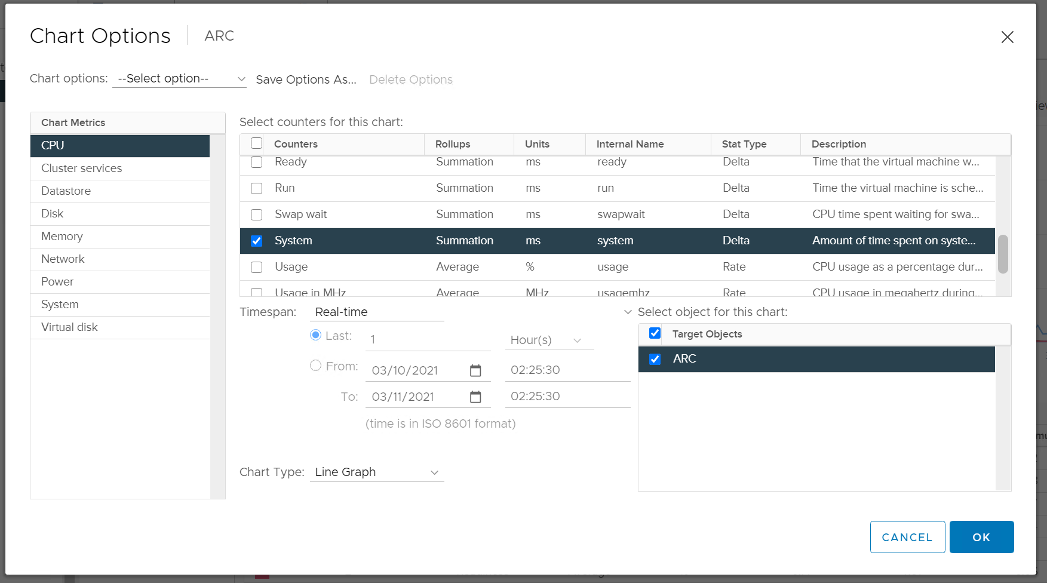 Chart Options ARC
Chart options: --Select option-- Save Options As... Delete Options
Chart Metrics
CPU
Cluster services
Datastore
Disk
Memory
Network
Power
System
Virtual disk
Select counters for this chart:
Counters Rollups Units Internal Name Stat Type Description
Ready Summation ms ready Delta Time that the virtual machine w...
Run Summation ms run Delta Time the virtual machine is sche...
Swap wait Summation ms swapwait Delta CPU time spent waiting for swa...
System Summation ms system Delta Amount of time spent on syste...
Usage Average % usage Rate CPU usage as a percentage dur...
Usage in MHz Average MHz usagemhz Rate CPU usage in megahertz during...
Timespan: Real-time
Last: 1 Hour(s)
From: 03/10/2021 02:25:30
To: 03/11/2021 02:25:30
(time is in ISO 8601 format)
Chart Type: Line Graph
Select object for this chart:
Target Objects
ARC
CANCEL OK